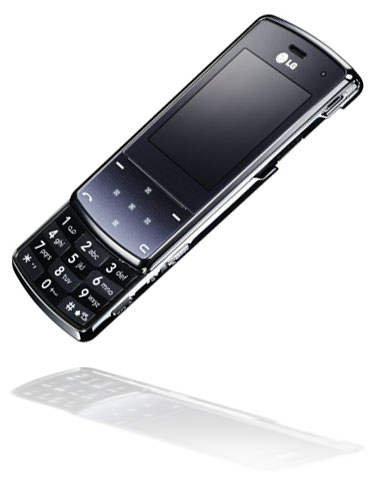 LG
1
2 abc
3 def
4 ghi
5 jkl
6 mno
7 pqrs
8 tuv
9 wxyz
*
0
#